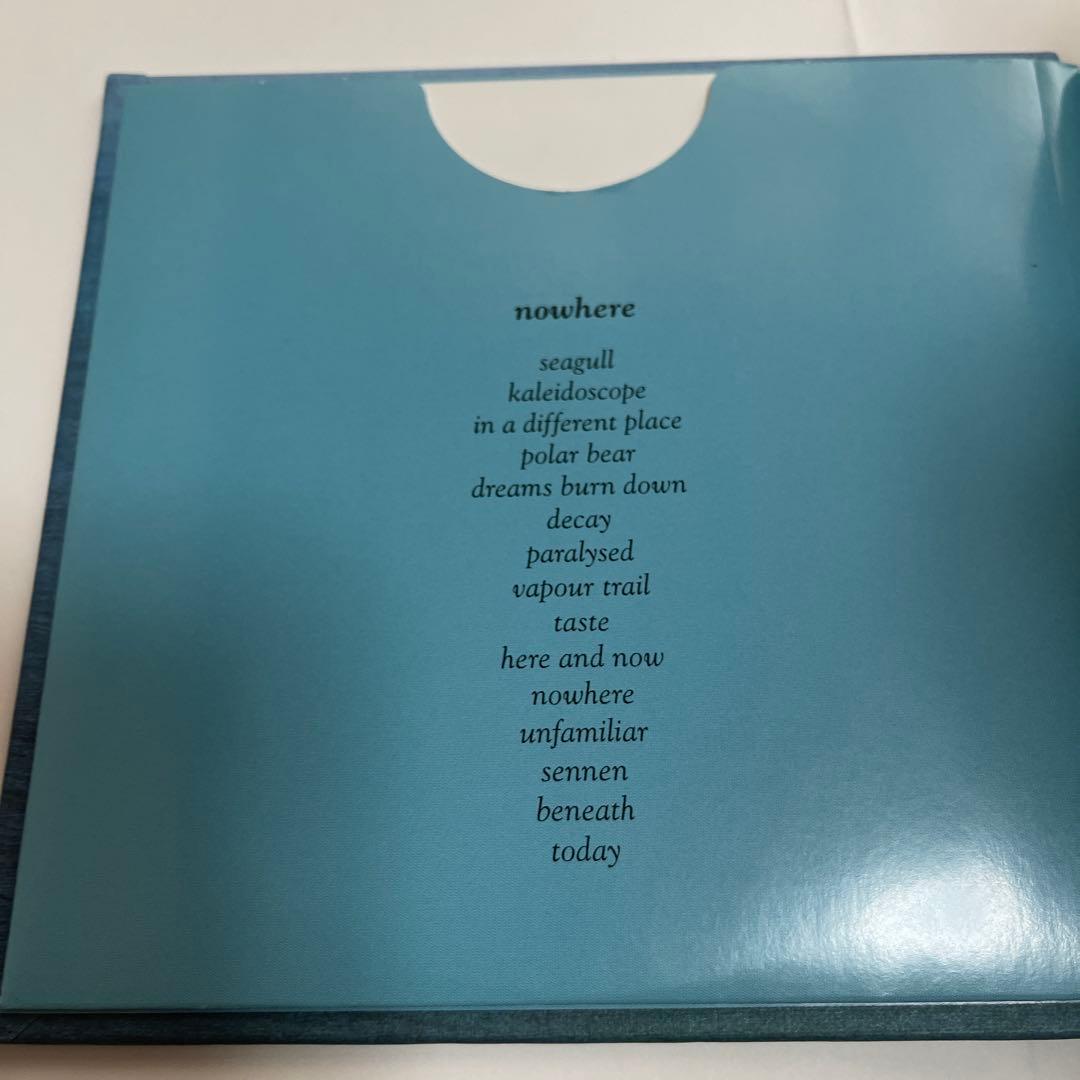 nowhere
seagull
kaleidoscope
in a different place
polar bear
dreams burn down
decay
paralysed
vapour trail
taste
here and now
nowhere
unfamiliar
sennen
beneath
today